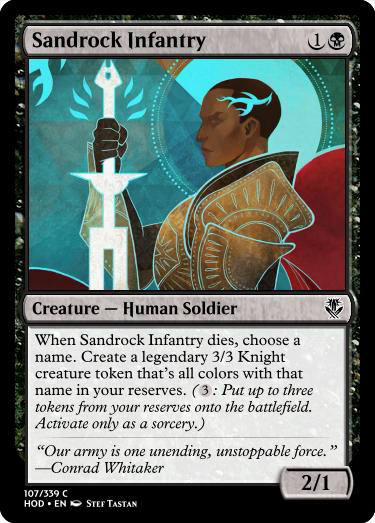 Sandrock Infantry 1
Creature — Human Soldier
When Sandrock Infantry dies, choose a
name. Create a legendary 3/3 Knight
creature token that's all colors with that
name in your reserves. (3: Put up to three
tokens from your reserves onto the battlefield.
Activate only as a sorcery.)
“Our army is one unending, unstoppable force.”
—Conrad Whitaker
2/1
107/339 C
HOD • EN Stef Tastan